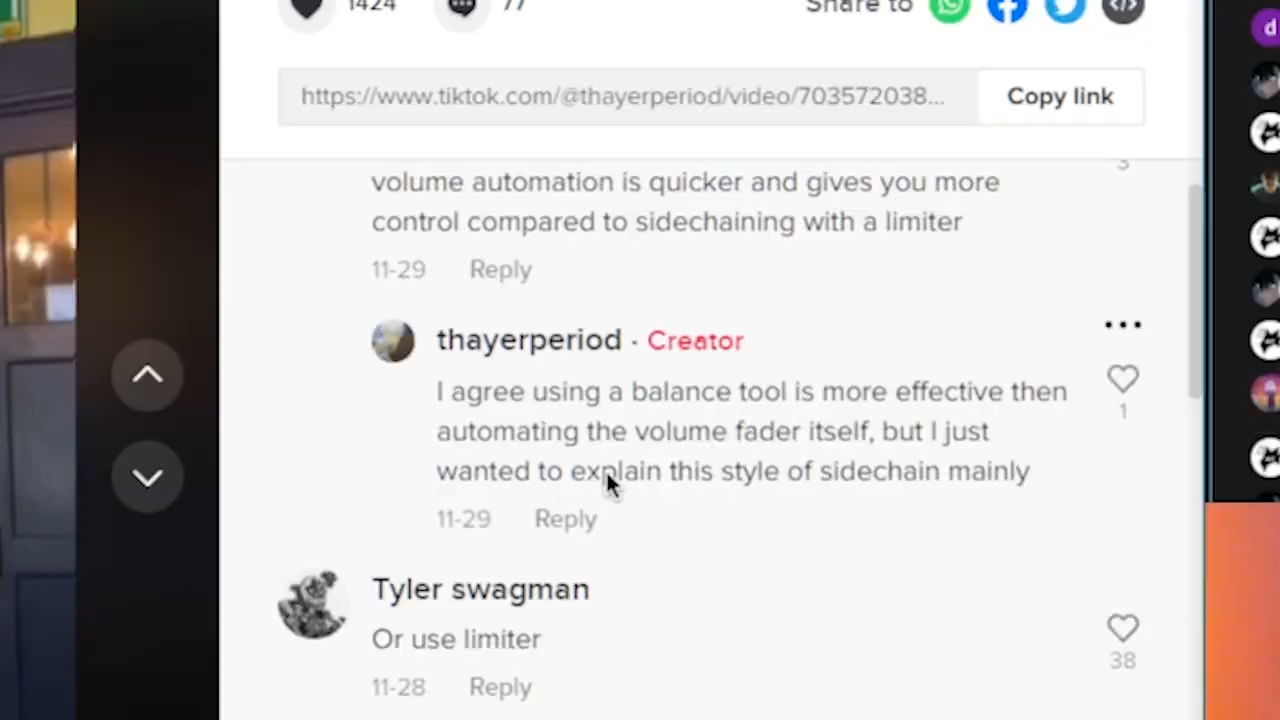 1424
77
Share to
https://www.tiktok.com/@thayerperiod/video/703572038...
Copy link
3
volume automation is quicker and gives you more
control compared to sidechaining with a limiter
11-29 Reply
thayerperiod · Creator
I agree using a balance tool is more effective then
automating the volume fader itself, but I just
wanted to explain this style of sidechain mainly
1
11-29 Reply
Tyler swagman
Or use limiter
38
11-28 Reply
d